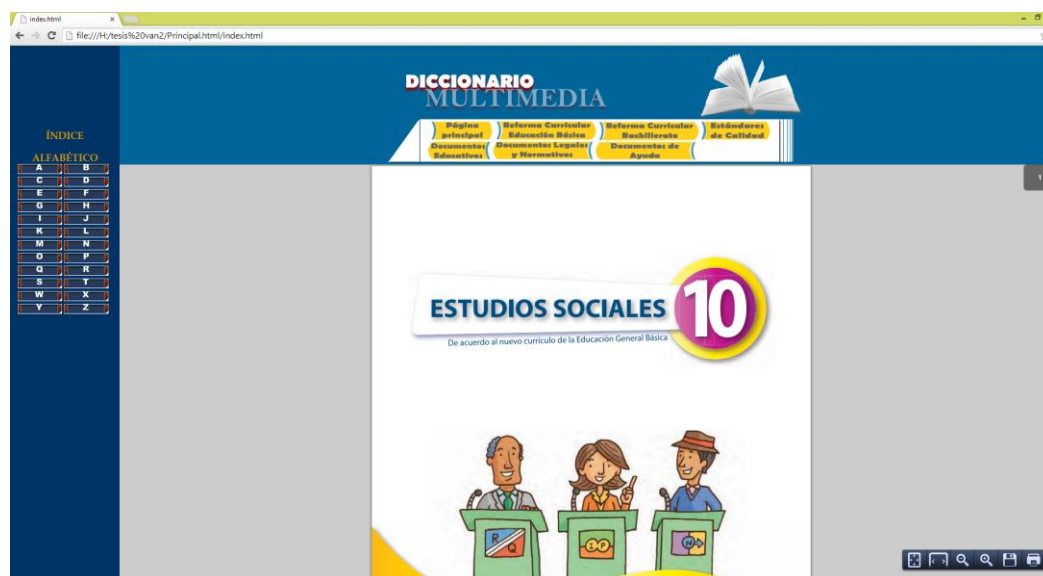 index.html
file:///H:/tesis%20van2/Principal.html/index.html
DICCIONARIO
MULTIMEDIA
Página principal
Reforma Curricular Educación Básica
Reforma Curricular Bachillerato
Estándares de Calidad
Documentos Educativos
Documentos Legales y Normativos
Documentos de Ayuda
ÍNDICE
ALFABÉTICO
A B
C D
E F
G H
I J
K L
M N
O P
Q R
S T
W X
Y Z
1
ESTUDIOS SOCIALES 10
De acuerdo al nuevo currículo de la Educación General Básica
R Q
I P
N